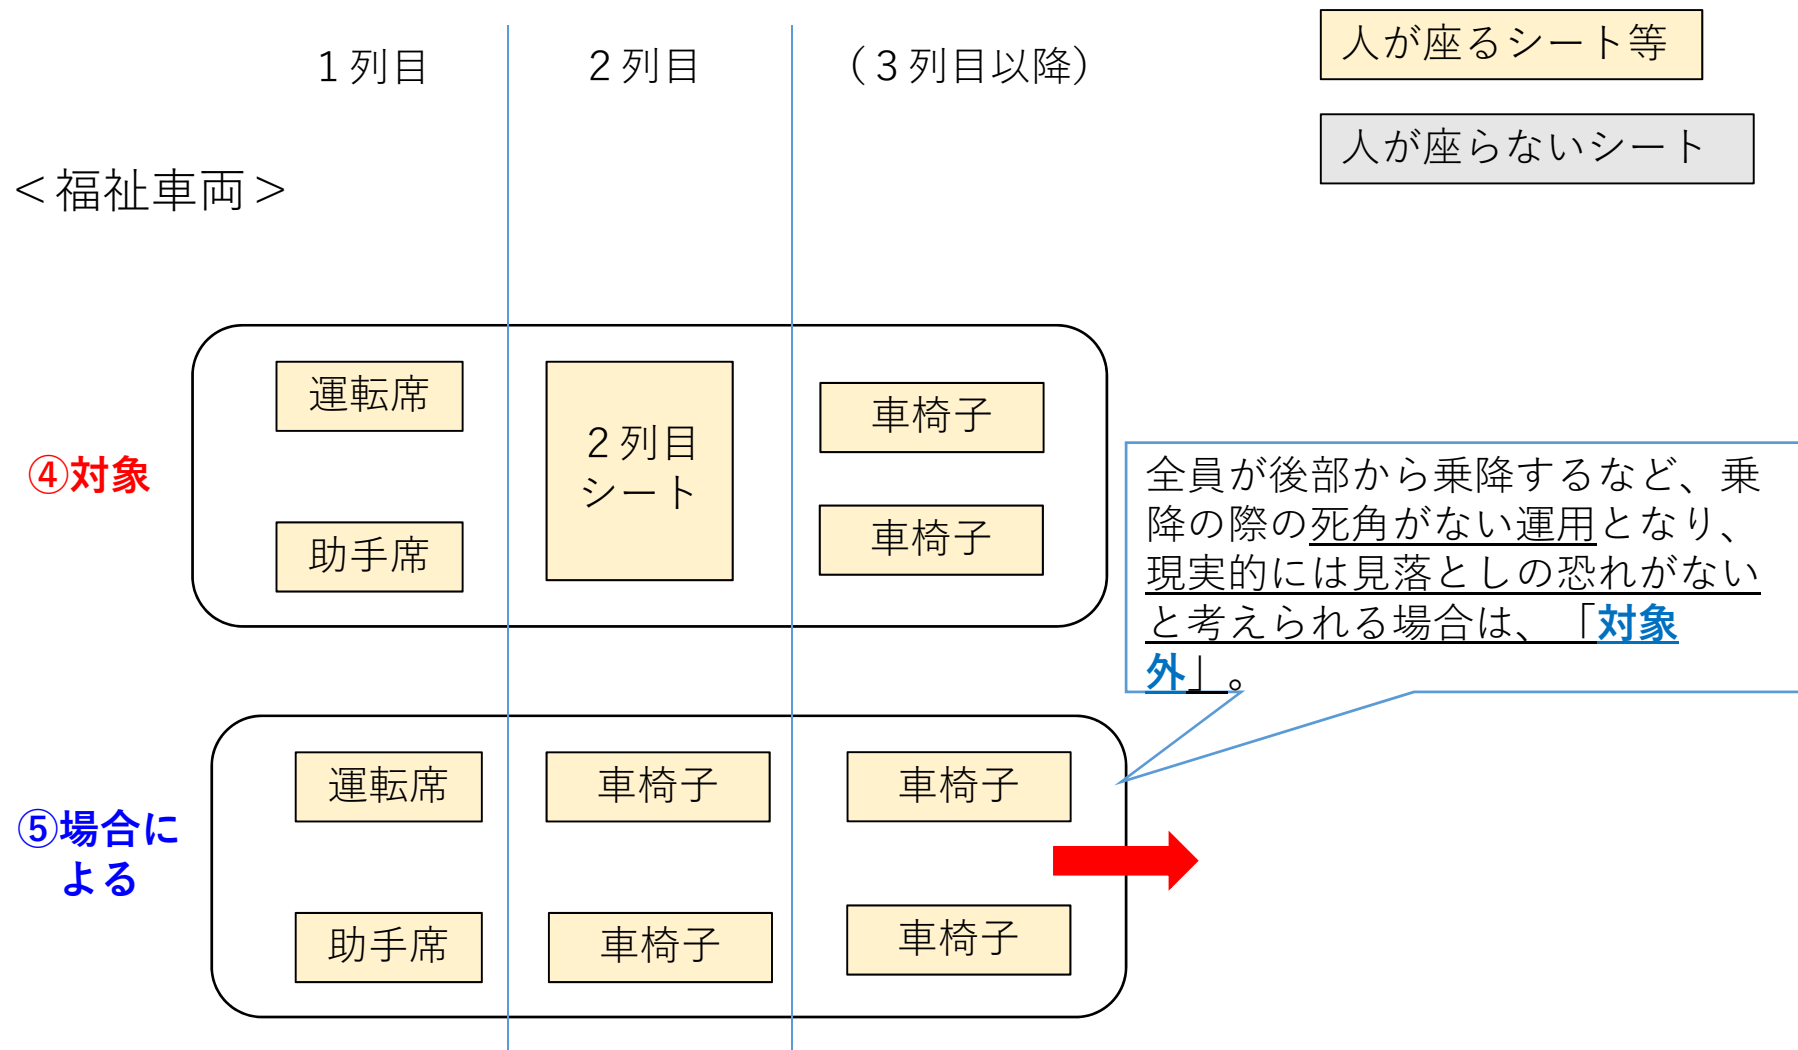 １列目
２列目
（３列目以降）
人が座るシート等
人が座らないシート
＜福祉車両＞
④対象
運転席
助手席
２列目
シート
車椅子
車椅子
全員が後部から乗降するなど、乗
降の際の死角がない運用となり、
現実的には見落としの恐れがない
と考えられる場合は、「対象
外」。
⑤場合に
よる
運転席
車椅子
車椅子
助手席
車椅子
車椅子